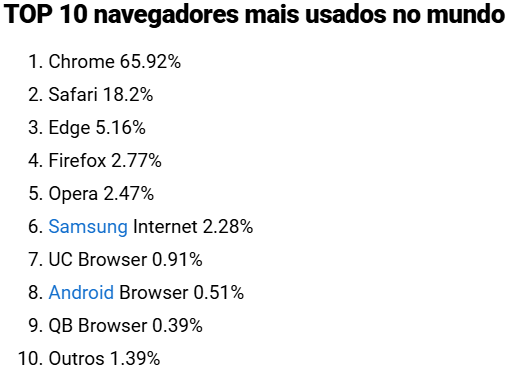 TOP 10 navegadores mais usados no mundo
1. Chrome 65.92%
2. Safari 18.2%
3. Edge 5.16%
4. Firefox 2.77%
5. Opera 2.47%
6. Samsung Internet 2.28%
7. UC Browser 0.91%
8. Android Browser 0.51%
9. QB Browser 0.39%
10. Outros 1.39%